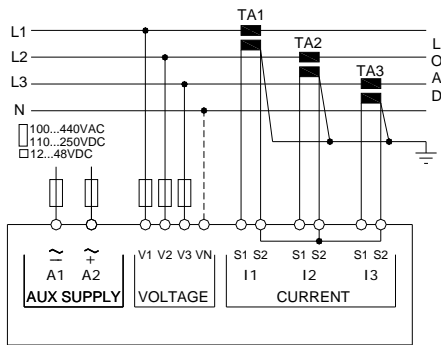 TA1
L1
TA2
L2
L
O
A
D
TA3
L3
N
100...440VAC
110...250VDC
12...48VDC
V1 V2 V3 VN S1 S2 S1 S2 S1 S2
A1 A2 I1 I2 I3
AUX SUPPLY VOLTAGE CURRENT